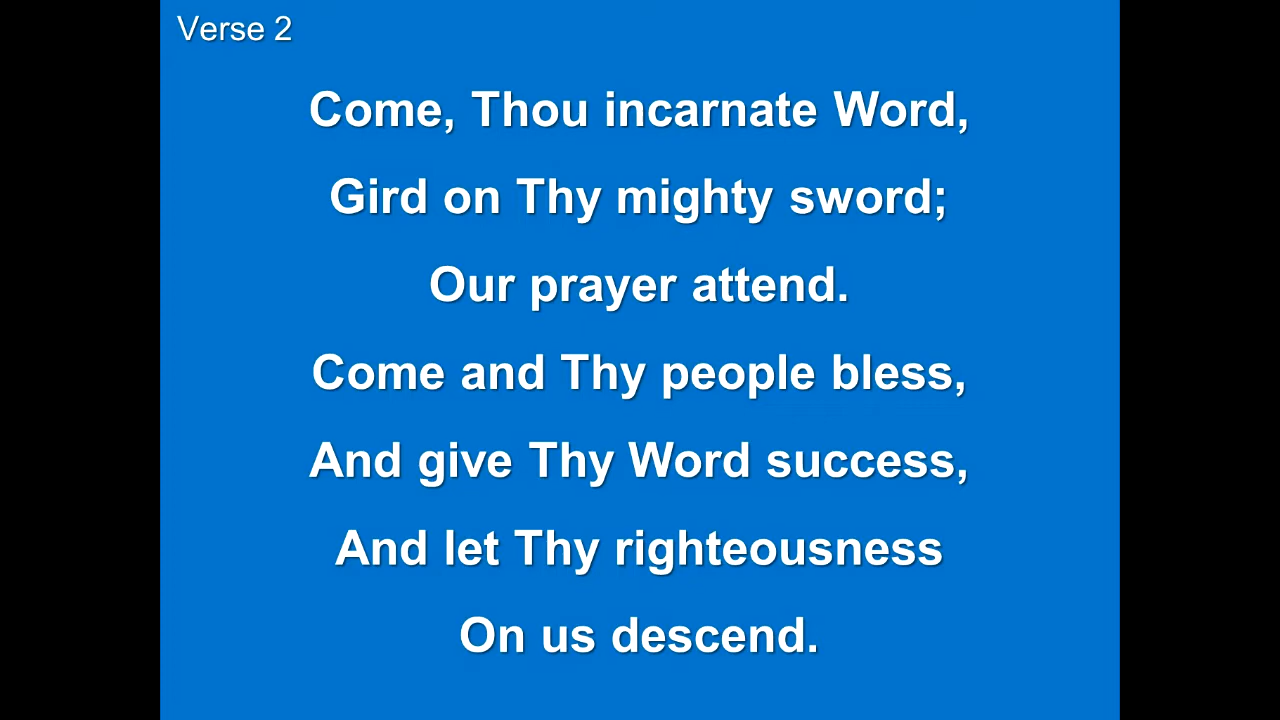 Verse 2
Come, Thou incarnate Word,
Gird on Thy mighty sword;
Our prayer attend.
Come and Thy people bless,
And give Thy Word success,
And let Thy righteousness
On us descend.